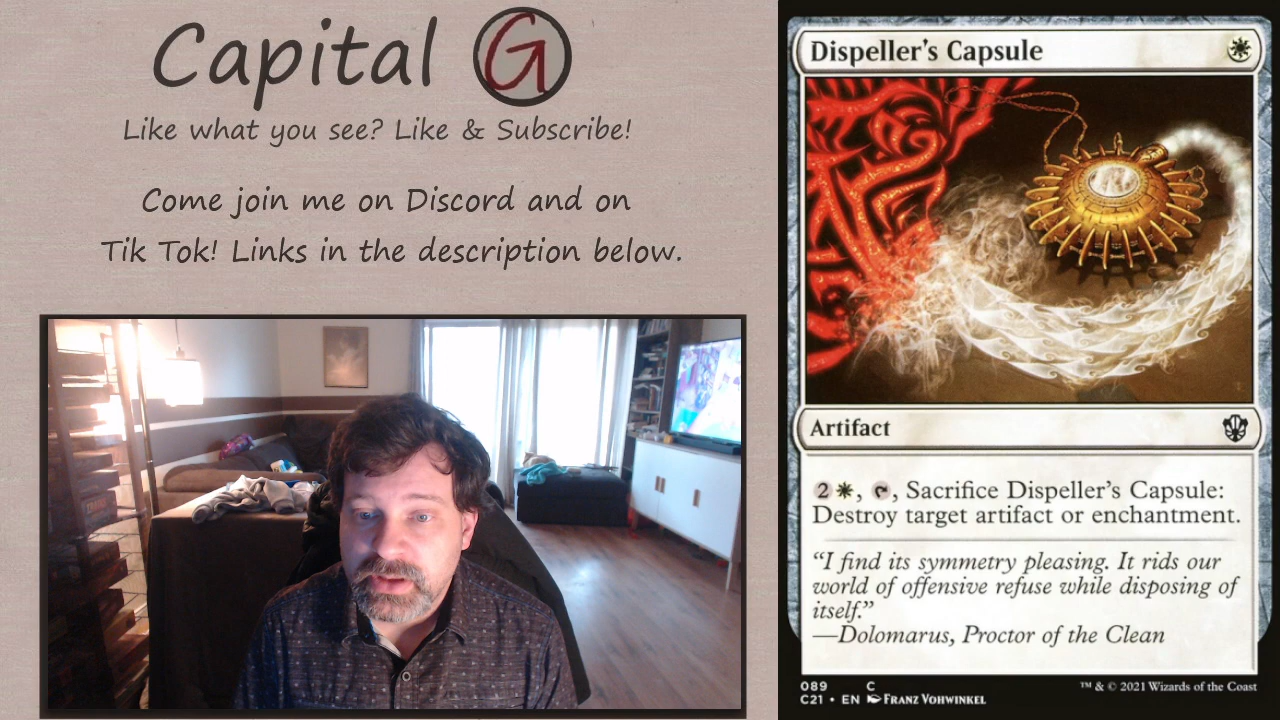 Capital G
Like what you see? Like & Subscribe!
Come join me on Discord and on
Tik Tok! Links in the description below.
Dispeller's Capsule
Artifact
2, , Sacrifice Dispeller's Capsule:
Destroy target artifact or enchantment.
“I find its symmetry pleasing. It rids our
world of offensive refuse while disposing of
itself.”
—Dolomarus, Proctor of the Clean
089 C
C21 • EN Franz Vohwinkel
™ & © 2021 Wizards of the Coast